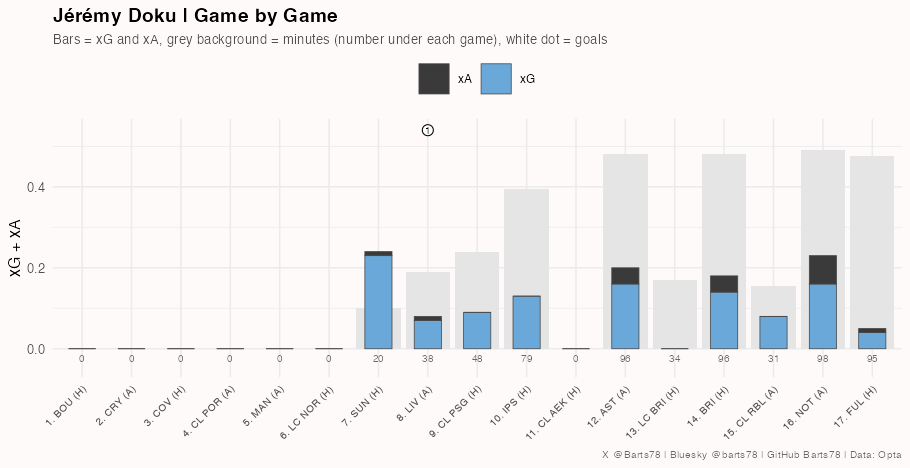 Jérémy Doku | Game by Game
Bars = xG and xA, grey background = minutes (number under each game), white dot = goals
xA xG
1
xG + xA
0.4
0.2
0.0
0 0 0 0 0 0 20 38 48 79 0 96 34 96 31 98 95
1. BOU (H)
2. CRY (A)
3. COV (H)
4. CL POR (A)
5. MAN (A)
6. LC NOR (H)
7. SUN (H)
8. LIV (A)
9. CL PSG (H)
10. IPS (H)
11. CL AEK (H)
12. AST (A)
13. LC BRI (H)
14. BRI (H)
15. CL RBL (A)
16. NOT (A)
17. FUL (H)
X @Barts78 | Bluesky @barts78 | GitHub Barts78 | Data: Opta